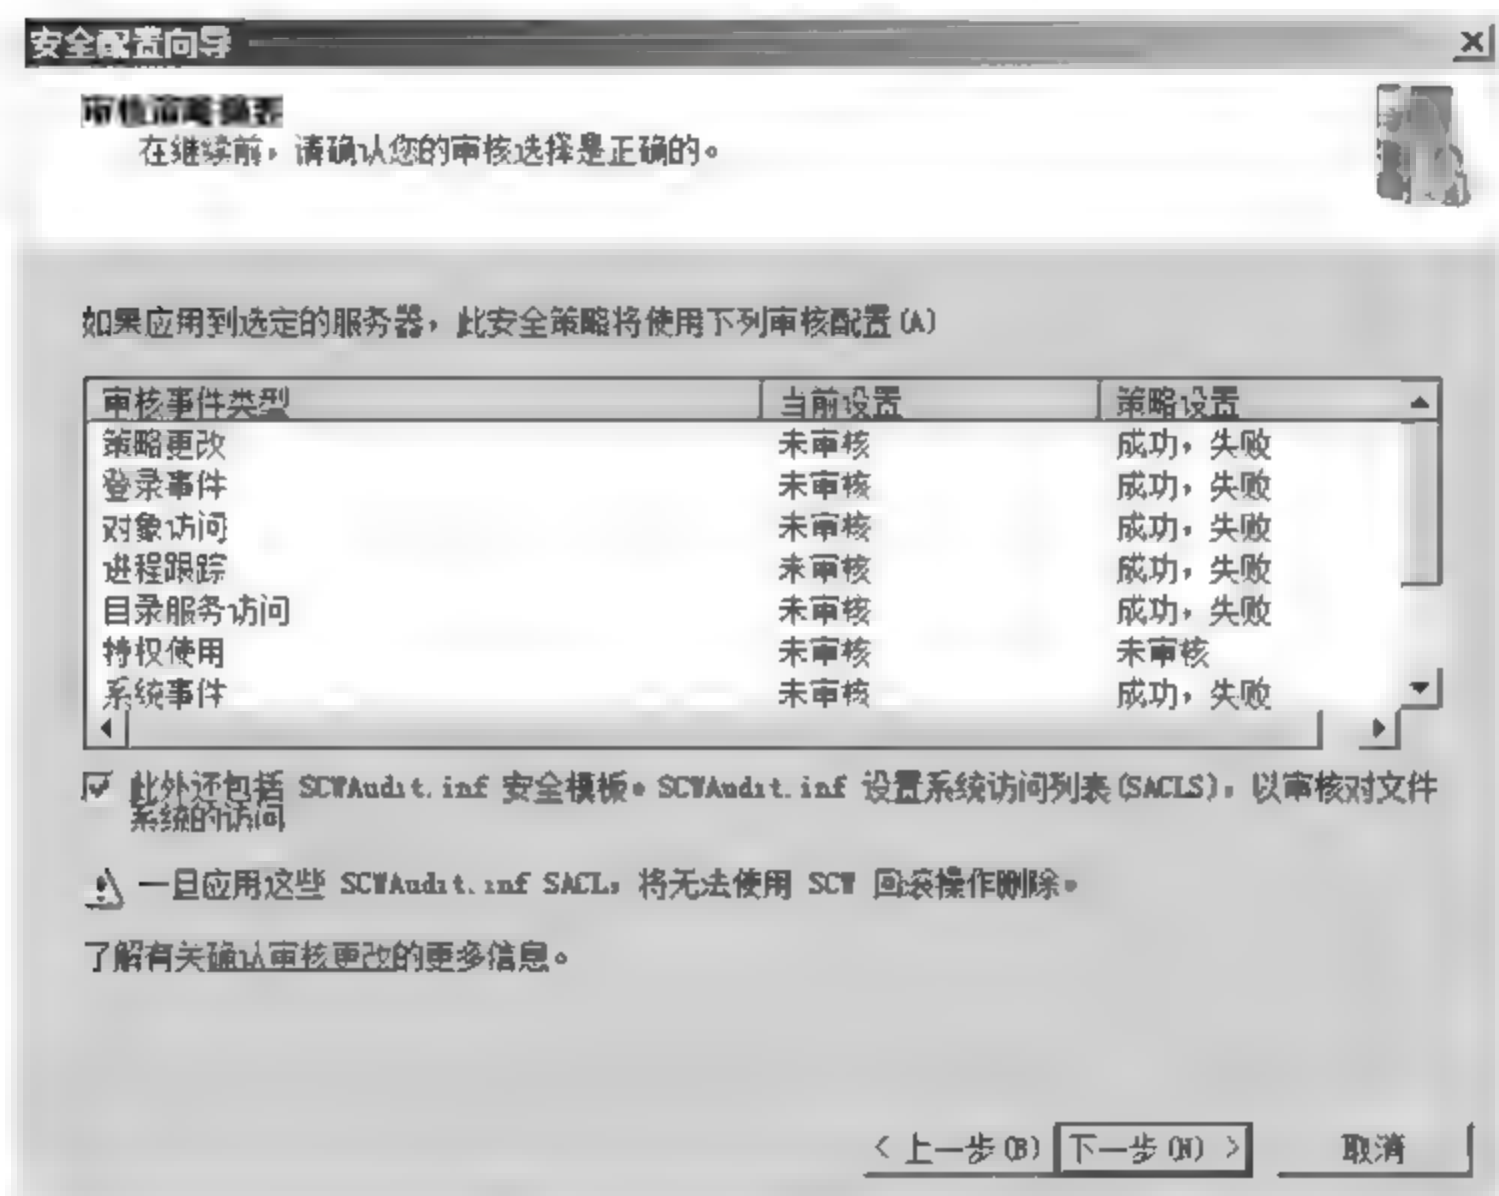 安全配置向导
审核策略摘要
在继续前，请确认您的审核选择是正确的。
如果应用到选定的服务器，此安全策略将使用下列审核配置(A)
审核事件类型 当前设置 策略设置
策略更改 未审核 成功，失败
登录事件 未审核 成功，失败
对象访问 未审核 成功，失败
进程跟踪 未审核 成功，失败
目录服务访问 未审核 成功，失败
特权使用 未审核 未审核
系统事件 未审核 成功，失败
此外还包括 SCWAudit.inf 安全模板。SCWAudit.inf 设置系统访问列表(SACLS)，以审核对文件
系统的访问
一旦应用这些 SCWAudit.inf SACL，将无法使用 SCW 回滚操作删除。
了解有关确认审核更改的更多信息。
< 上一步(B) 下一步(N) > 取消